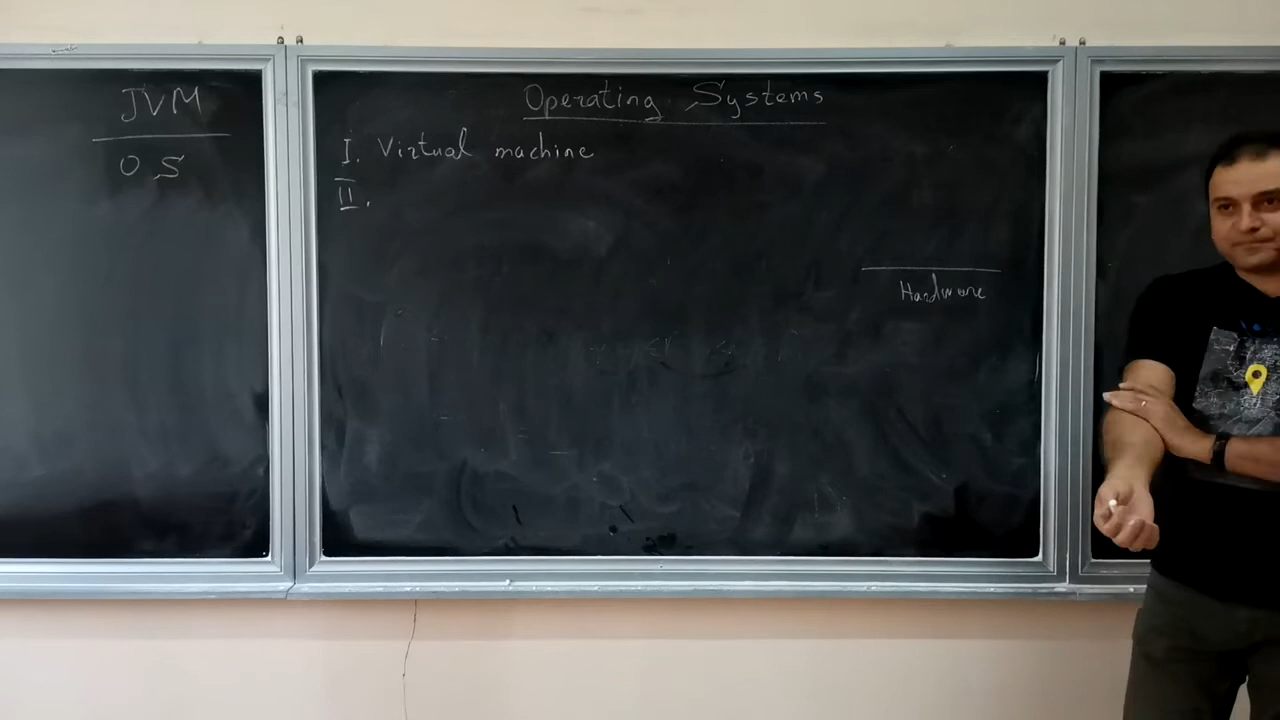 JVM
OS
Operating Systems
I. Virtual machine
II.
Hardware